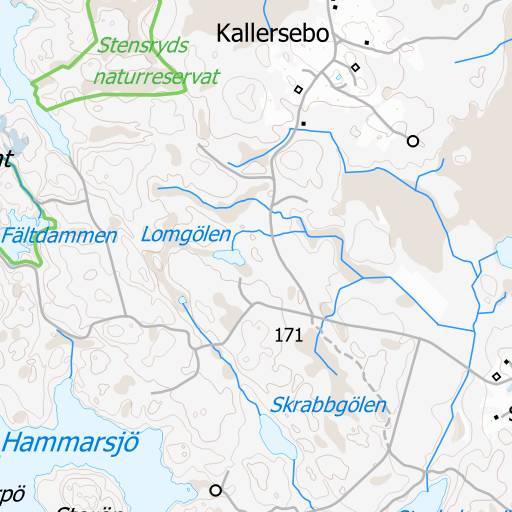 Kallersebo
Stensryds
naturreservat
Fältdammen
Lomgölen
171
Skrabbgölen
Hammarsjö